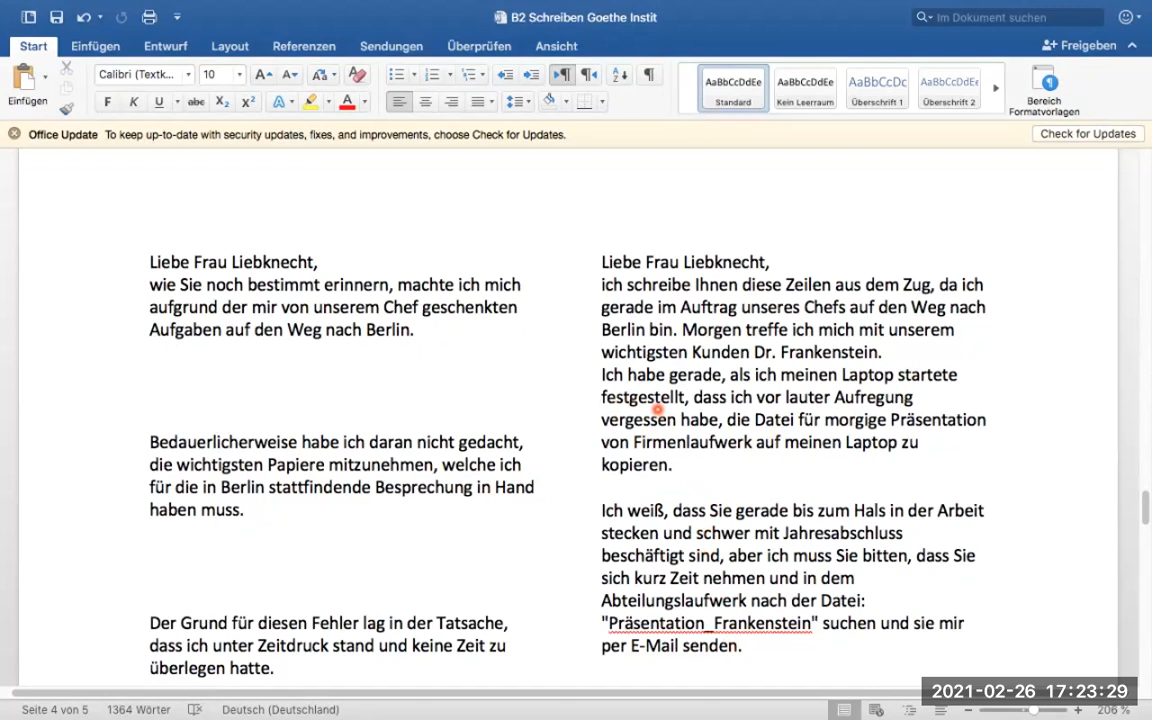 B2 Schreiben Goethe Instit
Im Dokument suchen
Start
Einfügen
Entwurf
Layout
Referenzen
Sendungen
Überprüfen
Ansicht
Freigeben
Einfügen
Calibri (Textk...
10
F K U abc X₂ X²
AaBbCcDdEe
Standard
AaBbCcDdEe
Kein Leerraum
AaBbCcDc
Überschrift 1
AaBbCcDdEe
Überschrift 2
Bereich
Formatvorlagen
Office Update To keep up-to-date with security updates, fixes, and improvements, choose Check for Updates.
Check for Updates
Liebe Frau Liebknecht,
wie Sie noch bestimmt erinnern, machte ich mich
aufgrund der mir von unserem Chef geschenkten
Aufgaben auf den Weg nach Berlin.
Bedauerlicherweise habe ich daran nicht gedacht,
die wichtigsten Papiere mitzunehmen, welche ich
für die in Berlin stattfindende Besprechung in Hand
haben muss.
Der Grund für diesen Fehler lag in der Tatsache,
dass ich unter Zeitdruck stand und keine Zeit zu
überlegen hatte.
Liebe Frau Liebknecht,
ich schreibe Ihnen diese Zeilen aus dem Zug, da ich
gerade im Auftrag unseres Chefs auf den Weg nach
Berlin bin. Morgen treffe ich mich mit unserem
wichtigsten Kunden Dr. Frankenstein.
Ich habe gerade, als ich meinen Laptop startete
festgestellt, dass ich vor lauter Aufregung
vergessen habe, die Datei für morgige Präsentation
von Firmenlaufwerk auf meinen Laptop zu
kopieren.
Ich weiß, dass Sie gerade bis zum Hals in der Arbeit
stecken und schwer mit Jahresabschluss
beschäftigt sind, aber ich muss Sie bitten, dass Sie
sich kurz Zeit nehmen und in dem
Abteilungslaufwerk nach der Datei:
"Präsentation_Frankenstein" suchen und sie mir
per E-Mail senden.
2021-02-26 17:23:29
Seite 4 von 5
1364 Wörter
Deutsch (Deutschland)
206 %